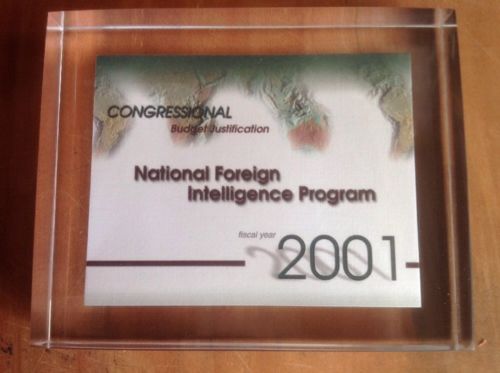 CONGRESSIONAL
Budget Justification
National Foreign
Intelligence Program
fiscal year
2001